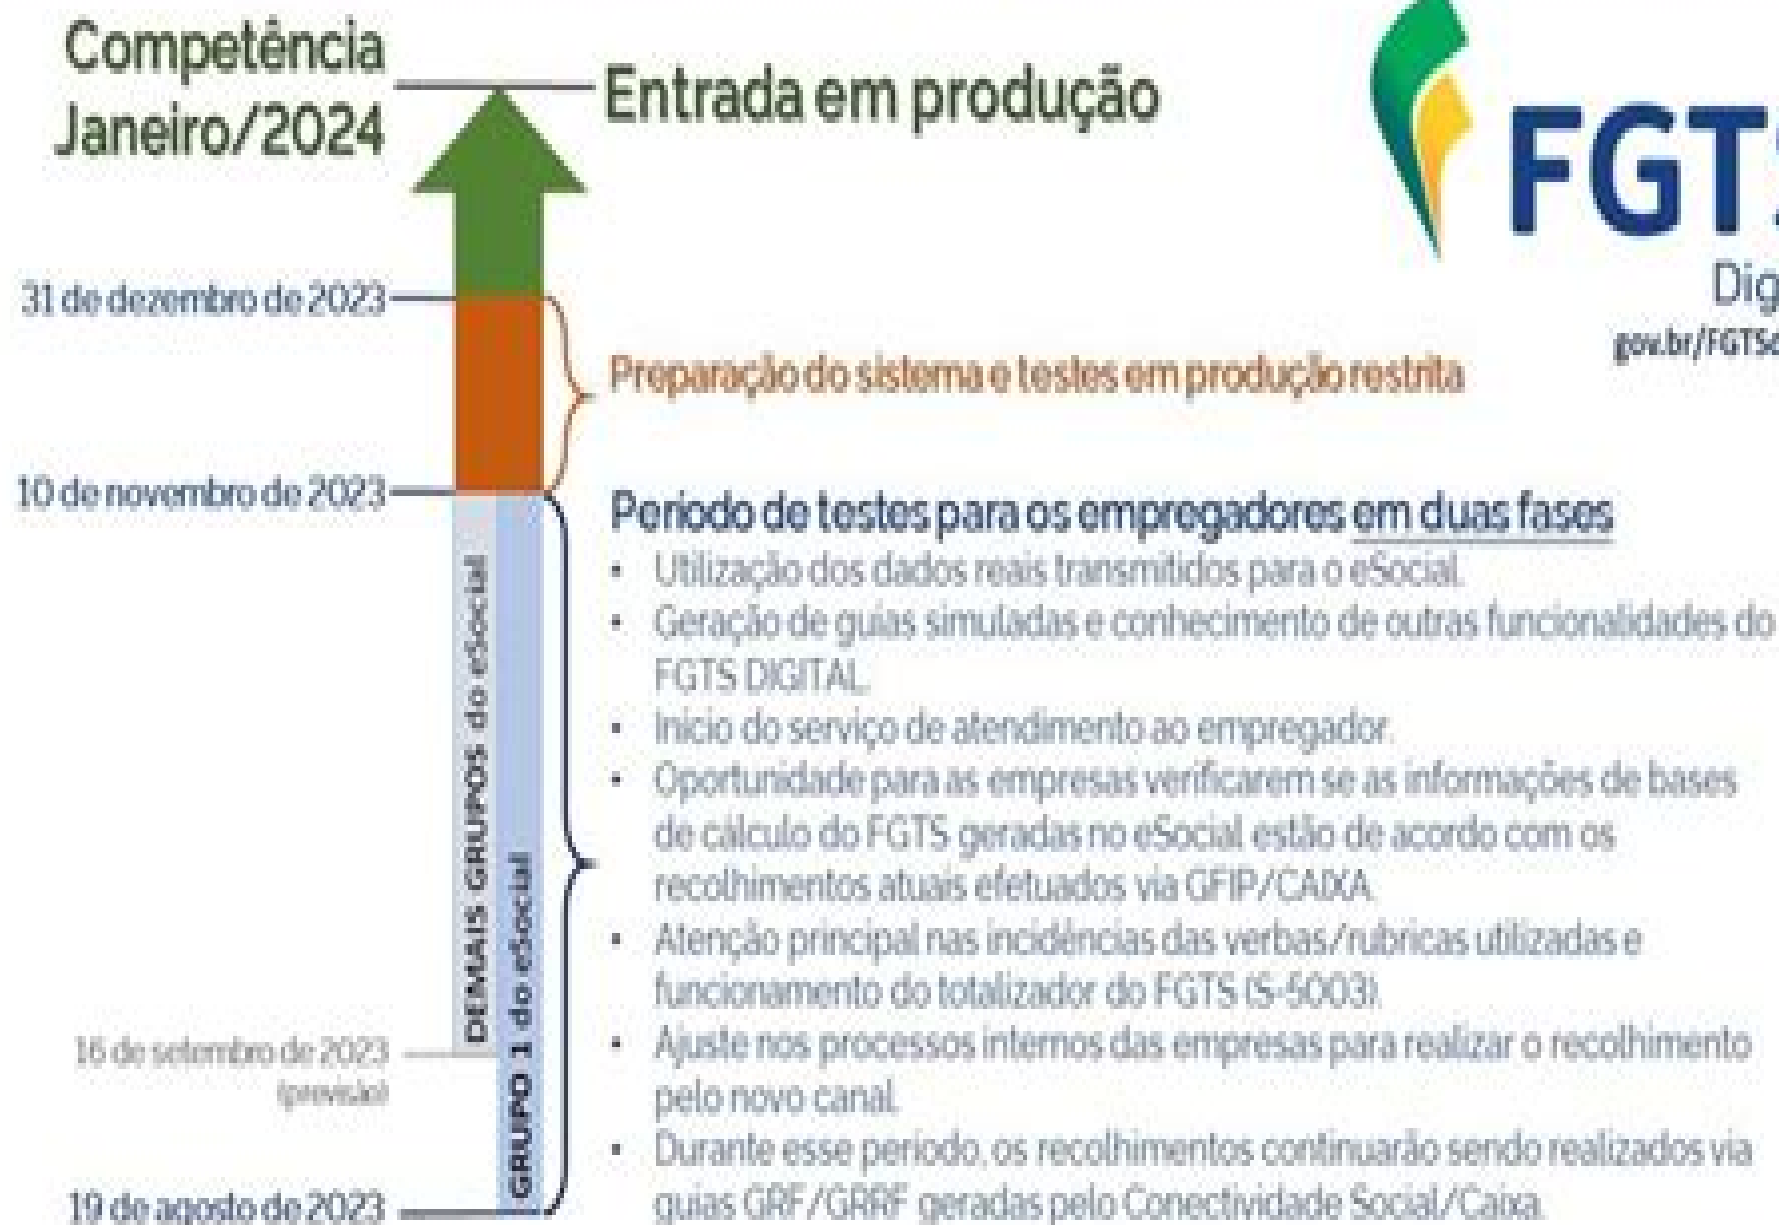 Competência
Janeiro/2024
Entrada em produção
FGTS
Dig
gov.br/FGTSd
31 de dezembro de 2023
Preparação do sistema e testes em produção restrita
10 de novembro de 2023
Período de testes para os empregadores em duas fases
• Utilização dos dados reais transmitidos para o eSocial.
• Geração de guias simuladas e conhecimento de outras funcionalidades do
FGTS DIGITAL.
• Início do serviço de atendimento ao empregador.
• Oportunidade para as empresas verificarem se as informações de bases
de cálculo do FGTS geradas no eSocial estão de acordo com os
recolhimentos atuais efetuados via GFIP/CAIXA.
• Atenção principal nas incidências das verbas/rubricas utilizadas e
funcionamento do totalizador do FGTS (S-5003).
• Ajuste nos processos internos das empresas para realizar o recolhimento
pelo novo canal.
• Durante esse período, os recolhimentos continuarão sendo realizados via
guias GRF/GRRF geradas pelo Conectividade Social/Caixa.
DEMAIS GRUPOS do eSocial
GRUPO 1 do eSocial
16 de setembro de 2023
(previsão)
19 de agosto de 2023